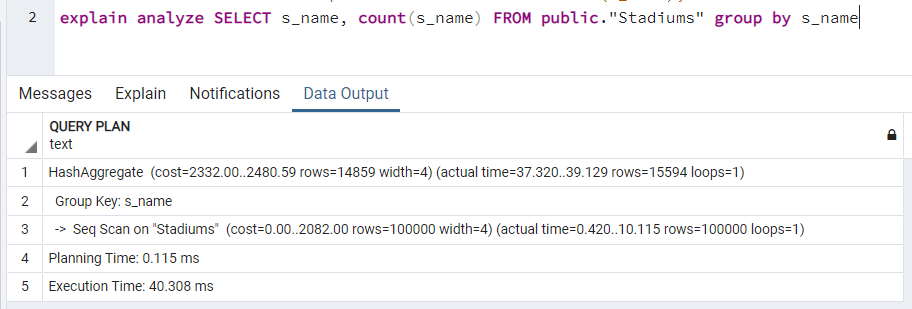 2 explain analyze SELECT s_name, count(s_name) FROM public."Stadiums" group by s_name
Messages Explain Notifications Data Output
QUERY PLAN
text
1 HashAggregate (cost=2332.00..2480.59 rows=14859 width=4) (actual time=37.320..39.129 rows=15594 loops=1)
2 Group Key: s_name
3 -> Seq Scan on "Stadiums" (cost=0.00..2082.00 rows=100000 width=4) (actual time=0.420..10.115 rows=100000 loops=1)
4 Planning Time: 0.115 ms
5 Execution Time: 40.308 ms